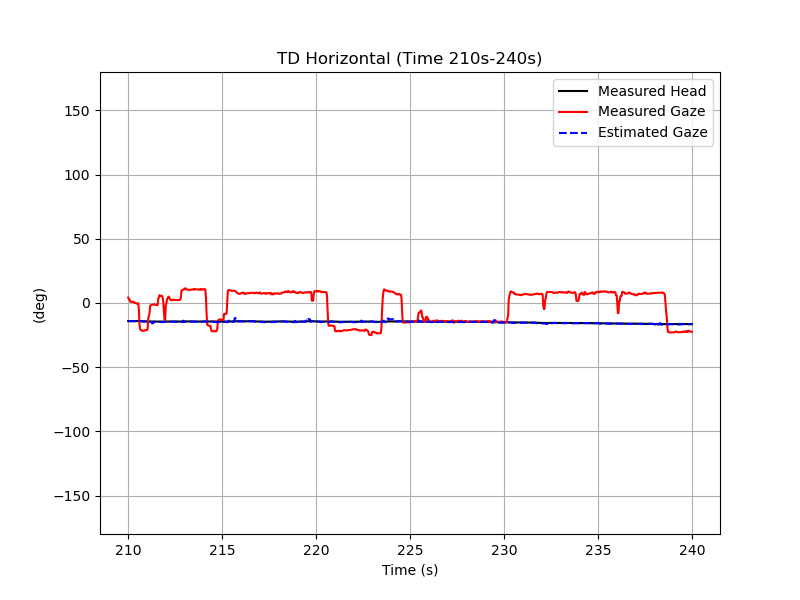 TD Horizontal (Time 210s-240s)
Measured Head
Measured Gaze
Estimated Gaze
150
100
50
0
−50
−100
−150
(deg)
210 215 220 225 230 235 240
Time (s)